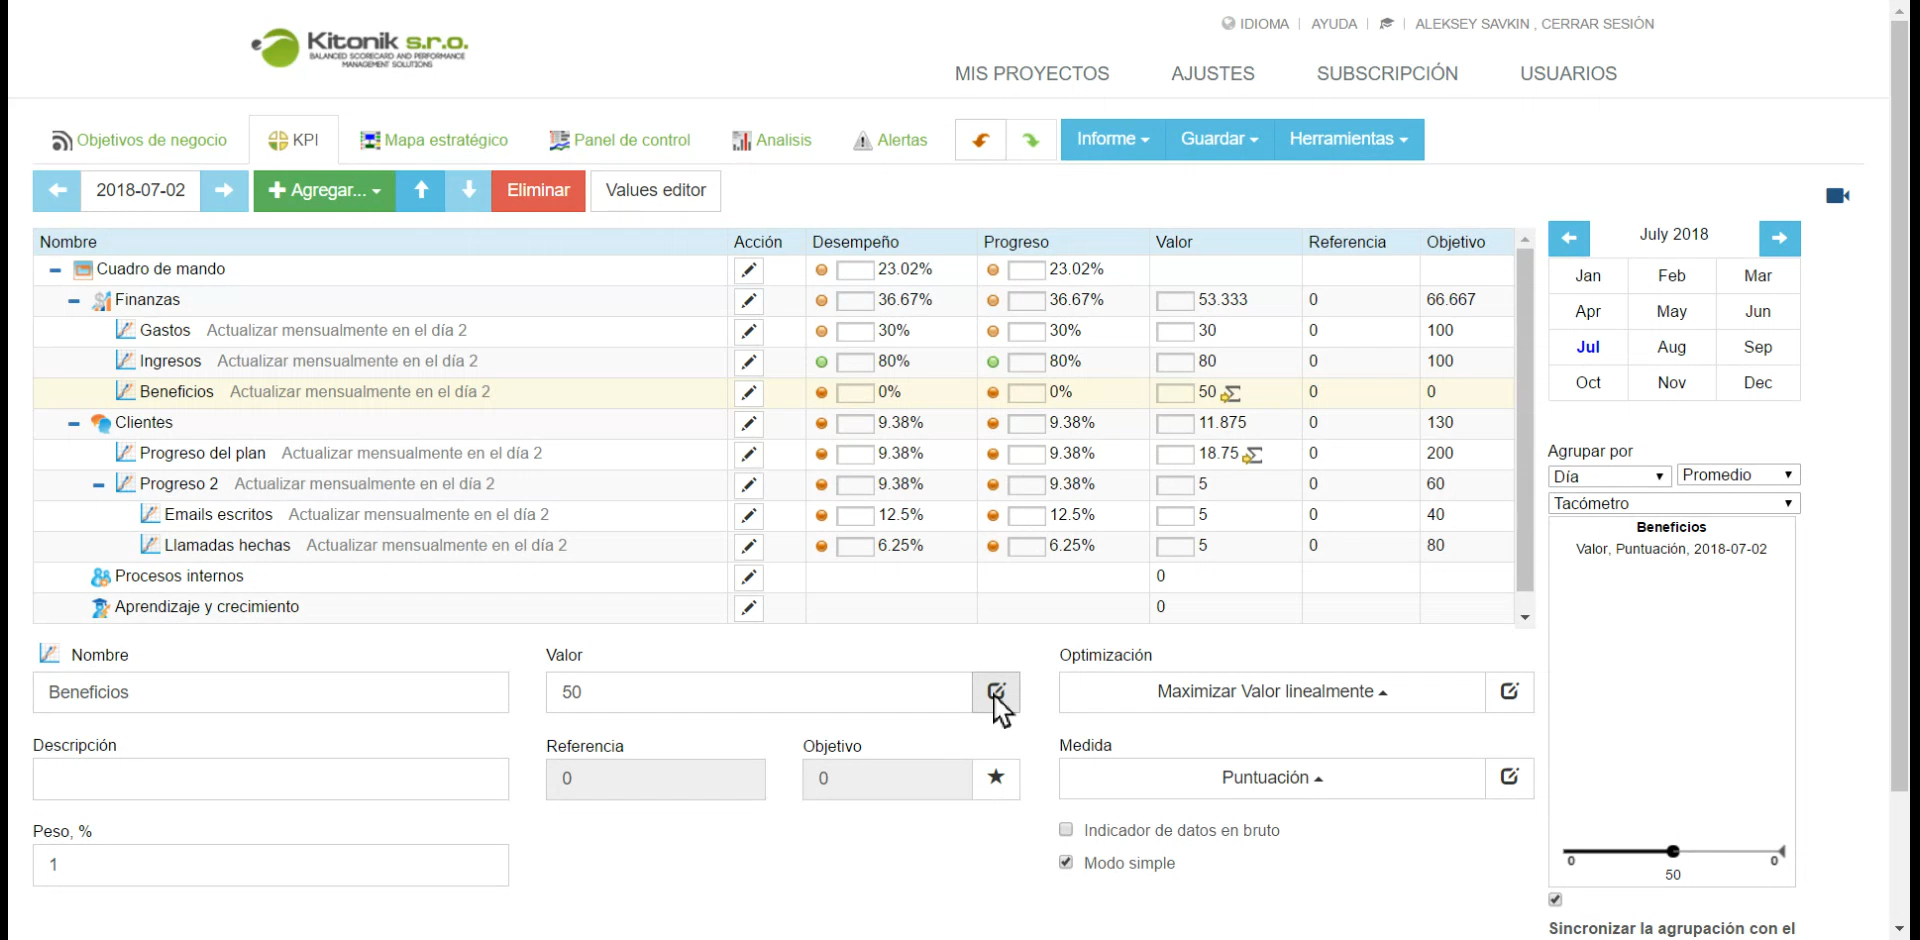 Kitonik s.r.o.
BALANCED SCORECARD AND PERFORMANCE
MANAGEMENT SOLUTIONS
IDIOMA | AYUDA | | ALEKSEY SAVKIN , CERRAR SESIÓN
MIS PROYECTOS AJUSTES SUBSCRIPCIÓN USUARIOS
Objetivos de negocio KPI Mapa estratégico Panel de control Analisis Alertas Informe Guardar Herramientas
2018-07-02 Agregar... Eliminar Values editor
Nombre Acción Desempeño Progreso Valor Referencia Objetivo
Cuadro de mando 23.02% 23.02%
Finanzas 36.67% 36.67% 53.333 0 66.667
Gastos Actualizar mensualmente en el día 2 30% 30% 30 0 100
Ingresos Actualizar mensualmente en el día 2 80% 80% 80 0 100
Beneficios Actualizar mensualmente en el día 2 0% 0% 50 0 0
Clientes 9.38% 9.38% 11.875 0 130
Progreso del plan Actualizar mensualmente en el día 2 9.38% 9.38% 18.75 0 200
Progreso 2 Actualizar mensualmente en el día 2 9.38% 9.38% 5 0 60
Emails escritos Actualizar mensualmente en el día 2 12.5% 12.5% 5 0 40
Llamadas hechas Actualizar mensualmente en el día 2 6.25% 6.25% 5 0 80
Procesos internos 0
Aprendizaje y crecimiento 0
July 2018
Jan Feb Mar
Apr May Jun
Jul Aug Sep
Oct Nov Dec
Agrupar por
Día Promedio
Tacómetro
Beneficios
Valor, Puntuación, 2018-07-02
0 0
50
Sincronizar la agrupación con el
Nombre Valor Optimización
Beneficios 50 Maximizar Valor linealmente
Descripción Referencia Objetivo Medida
0 0 Puntuación
Peso, % Indicador de datos en bruto
1 Modo simple